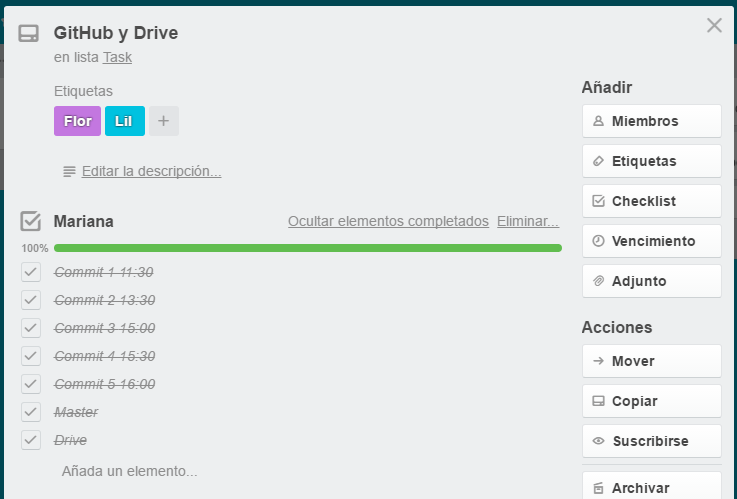 GitHub y Drive
en lista Task
Etiquetas
Flor Lil +
Editar la descripción...
Mariana Ocultar elementos completados Eliminar...
100%
Commit 1 11:30
Commit 2 13:30
Commit 3 15:00
Commit 4 15:30
Commit 5 16:00
Master
Drive
Añada un elemento...
Añadir
Miembros
Etiquetas
Checklist
Vencimiento
Adjunto
Acciones
Mover
Copiar
Suscribirse
Archivar